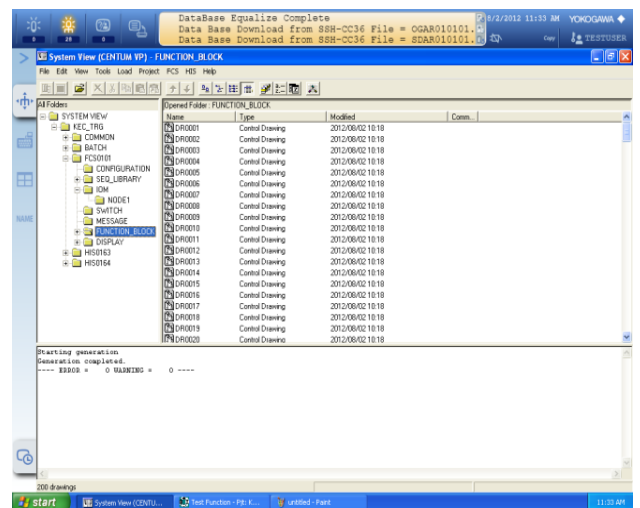 DataBase Equalize Complete
Data Base Download from SSH-CC36 File = OGAR010101.
Data Base Download from SSH-CC36 File = SDAR010101.
8/2/2012 11:33 AM YOKOGAWA
0 28 0 Copy TESTUSER
System View (CENTUM VP) - FUNCTION_BLOCK
File Edit View Tools Load Project FCS HIS Help
All Folders
SYSTEM VIEW
KEC_TRG
COMMON
BATCH
FCS0101
CONFIGURATION
SEQ_LIBRARY
IOM
NODE1
SWITCH
MESSAGE
FUNCTION_BLOCK
DISPLAY
HIS0163
HIS0164
NAME
Opened Folder : FUNCTION_BLOCK
Name Type Modified Comm...
DR0001 Control Drawing 2012/08/02 10:18
DR0002 Control Drawing 2012/08/02 10:18
DR0003 Control Drawing 2012/08/02 10:18
DR0004 Control Drawing 2012/08/02 10:18
DR0005 Control Drawing 2012/08/02 10:18
DR0006 Control Drawing 2012/08/02 10:18
DR0007 Control Drawing 2012/08/02 10:18
DR0008 Control Drawing 2012/08/02 10:18
DR0009 Control Drawing 2012/08/02 10:18
DR0010 Control Drawing 2012/08/02 10:18
DR0011 Control Drawing 2012/08/02 10:18
DR0012 Control Drawing 2012/08/02 10:18
DR0013 Control Drawing 2012/08/02 10:18
DR0014 Control Drawing 2012/08/02 10:18
DR0015 Control Drawing 2012/08/02 10:18
DR0016 Control Drawing 2012/08/02 10:18
DR0017 Control Drawing 2012/08/02 10:18
DR0018 Control Drawing 2012/08/02 10:18
DR0019 Control Drawing 2012/08/02 10:18
DR0020 Control Drawing 2012/08/02 10:18
Starting generation
Generation completed.
---- ERROR = 0 WARNING = 0 ----
200 drawings
start System View (CENTU... Test Function - Pjt: K... untitled - Paint 11:33 AM